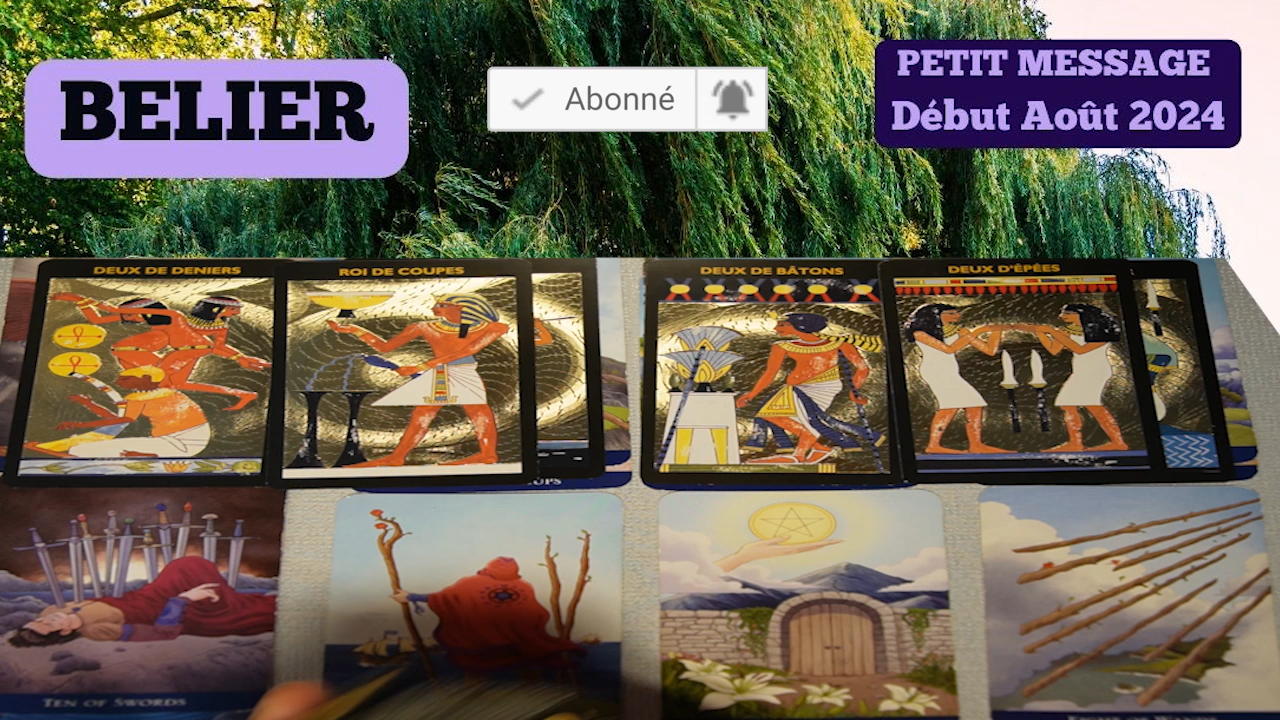 BELIER
Abonné
PETIT MESSAGE
Début Août 2024
DEUX DE DENIERS
ROI DE COUPES
DEUX DE BÂTONS
DEUX D'ÉPÉES
TEN OF SWORDS